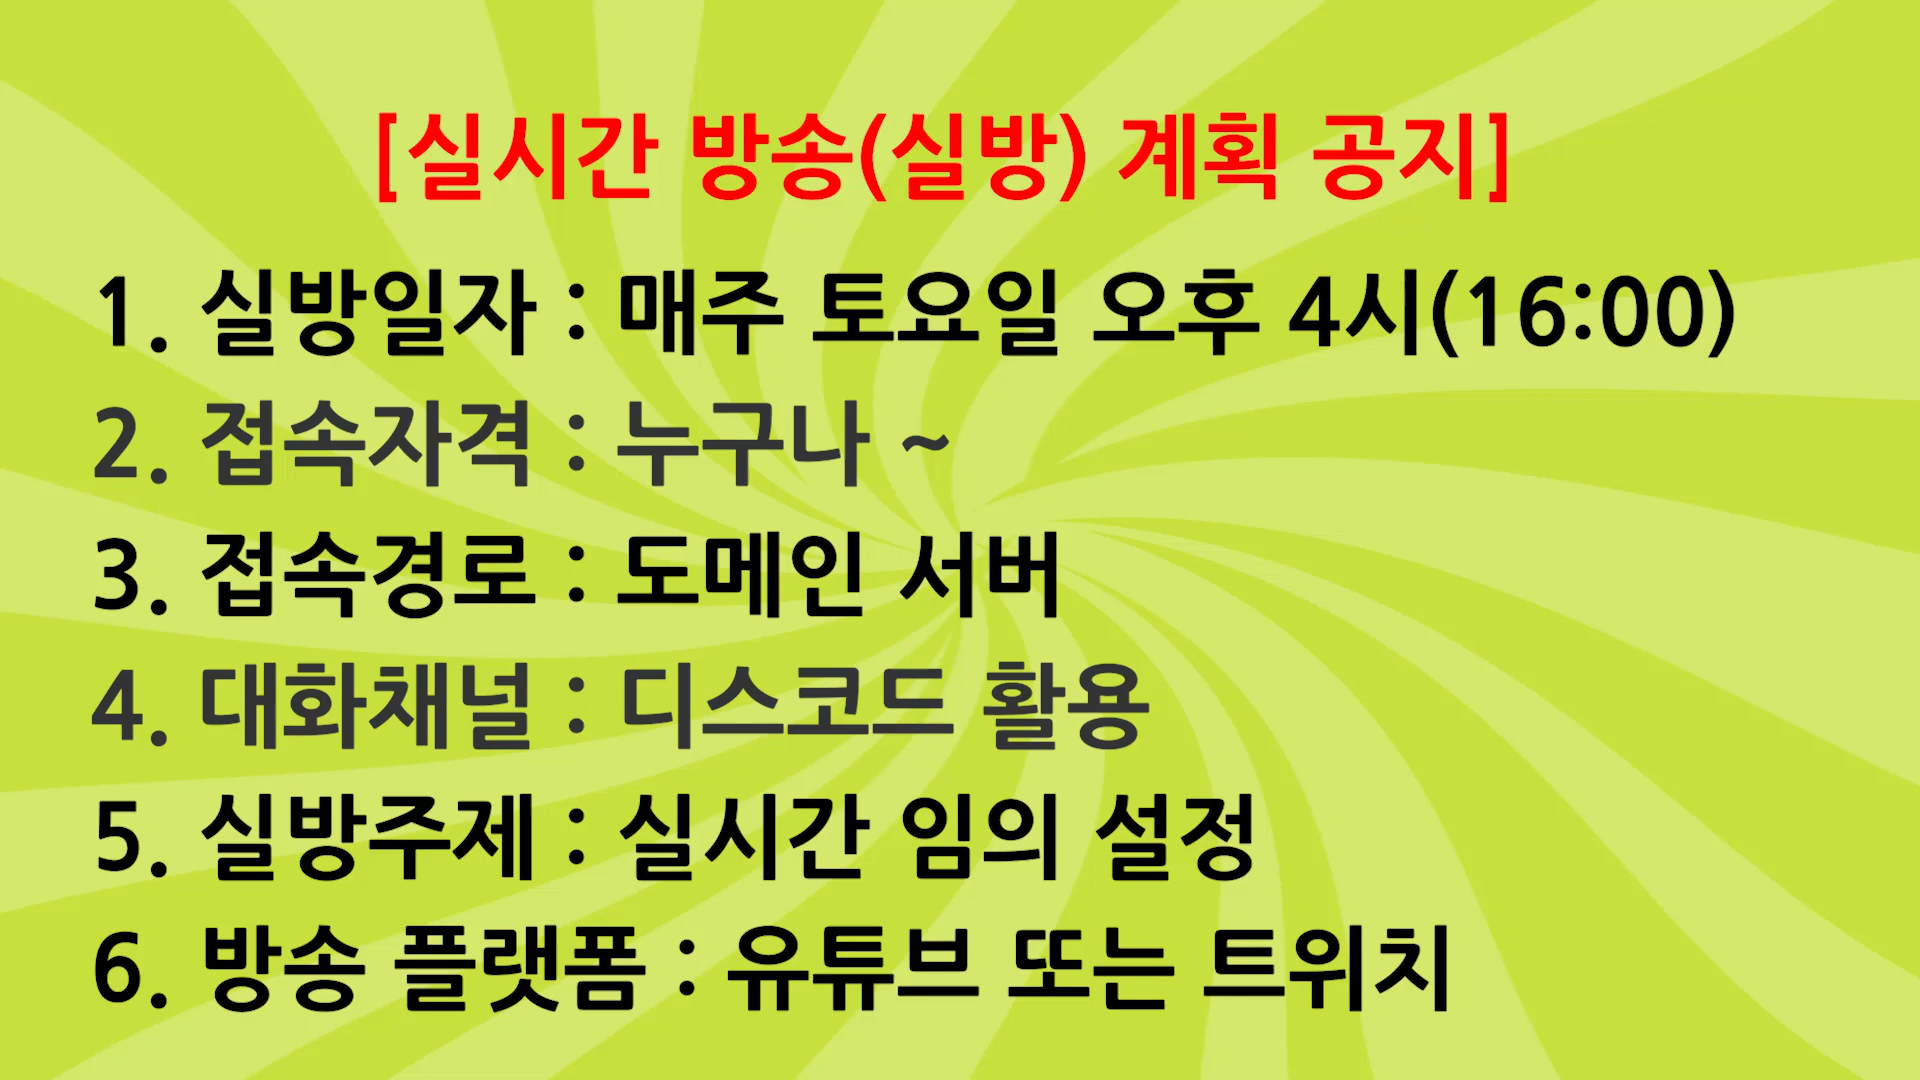 [실시간 방송(실방) 계획 공지]
1. 실방일자 : 매주 토요일 오후 4시(16:00)
2. 접속자격 : 누구나 ~
3. 접속경로 : 도메인 서버
4. 대화채널 : 디스코드 활용
5. 실방주제 : 실시간 임의 설정
6. 방송 플랫폼 : 유튜브 또는 트위치